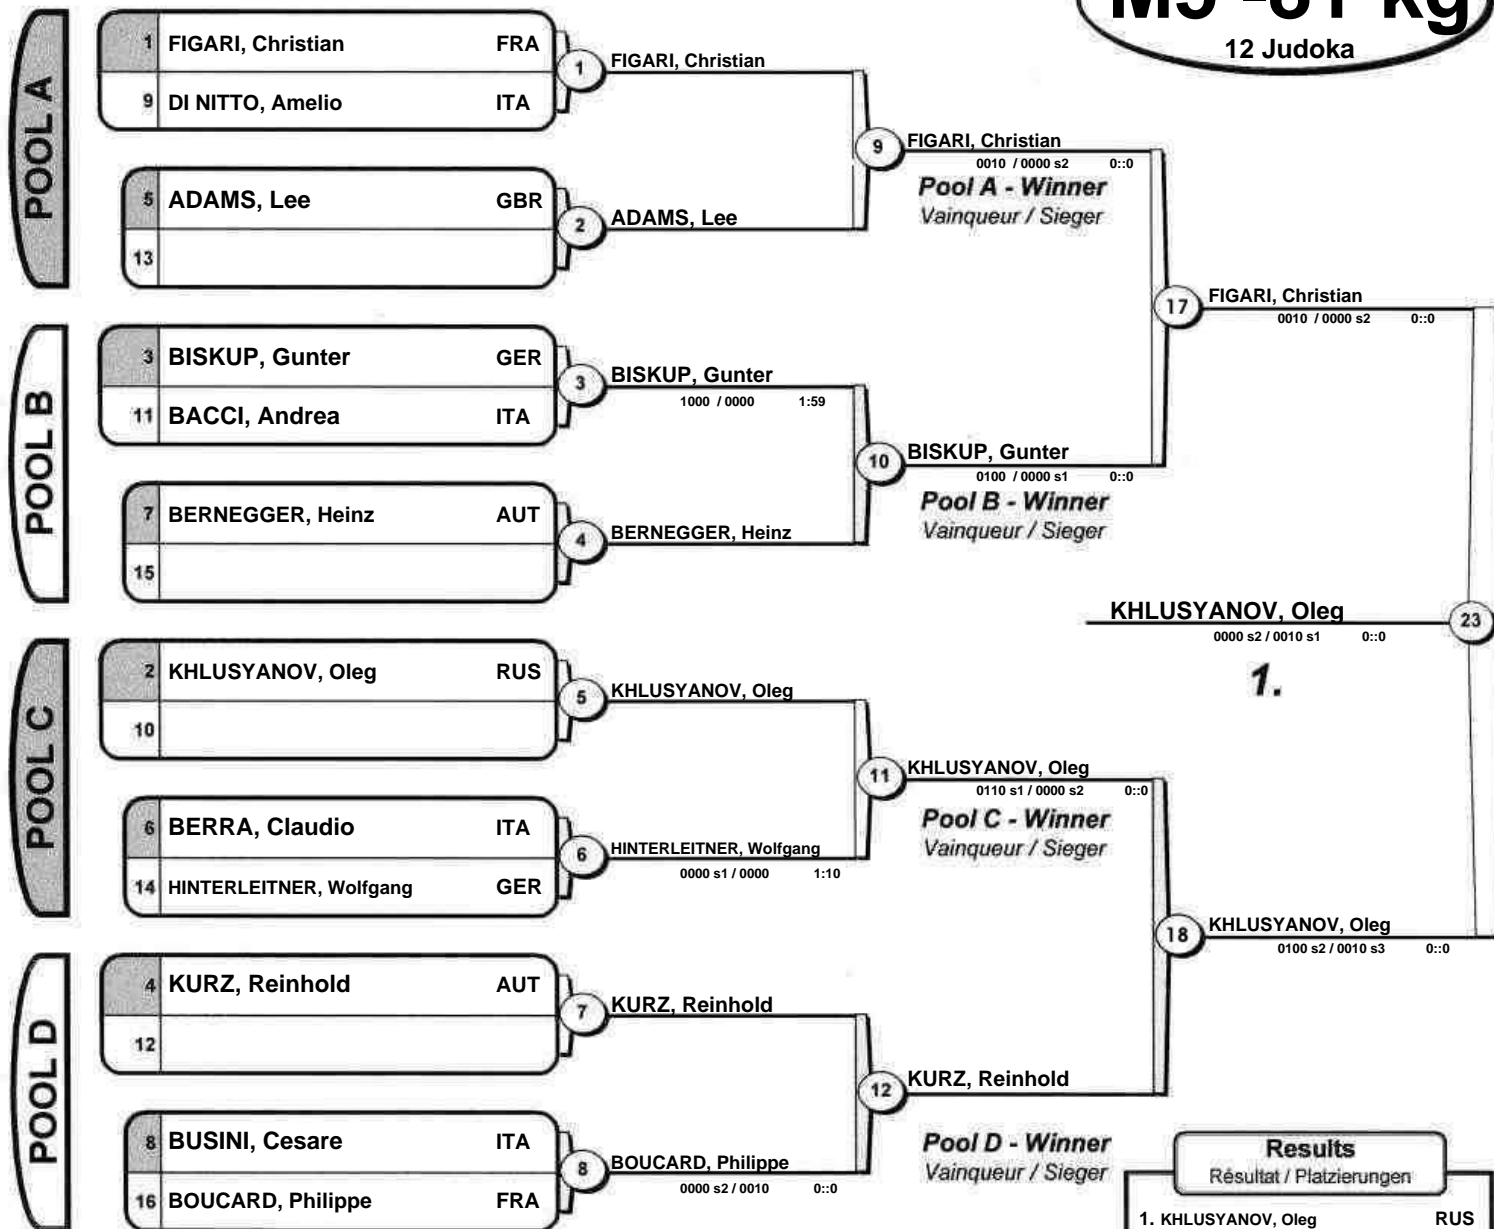 M5 -81 kg
12 Judoka
POOL A
1 FIGARI, Christian FRA
9 DI NITTO, Amelio ITA
1 FIGARI, Christian
5 ADAMS, Lee GBR
13
2 ADAMS, Lee
9 FIGARI, Christian
0010 / 0000 s2 0::0
Pool A - Winner
Vainqueur / Sieger
POOL B
3 BISKUP, Gunter GER
11 BACCI, Andrea ITA
3 BISKUP, Gunter
1000 / 0000 1:59
7 BERNEGGER, Heinz AUT
15
4 BERNEGGER, Heinz
10 BISKUP, Gunter
0100 / 0000 s1 0::0
Pool B - Winner
Vainqueur / Sieger
17 FIGARI, Christian
0010 / 0000 s2 0::0
KHLUSYANOV, Oleg 23
0000 s2 / 0010 s1 0::0
1.
POOL C
2 KHLUSYANOV, Oleg RUS
10
5 KHLUSYANOV, Oleg
6 BERRA, Claudio ITA
14 HINTERLEITNER, Wolfgang GER
6 HINTERLEITNER, Wolfgang
0000 s1 / 0000 1:10
11 KHLUSYANOV, Oleg
0110 s1 / 0000 s2 0::0
Pool C - Winner
Vainqueur / Sieger
18 KHLUSYANOV, Oleg
0100 s2 / 0010 s3 0::0
POOL D
4 KURZ, Reinhold AUT
12
7 KURZ, Reinhold
8 BUSINI, Cesare ITA
16 BOUCARD, Philippe FRA
8 BOUCARD, Philippe
0000 s2 / 0010 0::0
12 KURZ, Reinhold
Pool D - Winner
Vainqueur / Sieger
Results
Résultat / Platzierungen
1. KHLUSYANOV, Oleg RUS